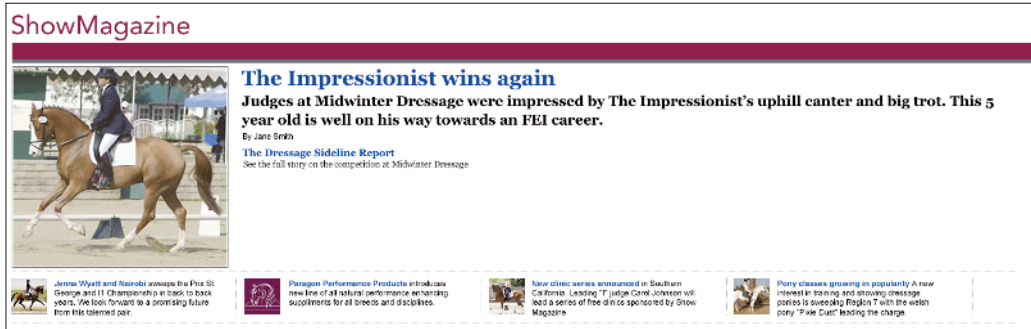 ShowMagazine
The Impressionist wins again
Judges at Midwinter Dressage were impressed by The Impressionist's uphill canter and big trot. This 5
year old is well on his way towards an FEI career.
By Jane Smith
The Dressage Sideline Report
See the full story on the competition at Midwinter Dressage
Jenna Wyatt and Nairobi sweeps the Prix St
George and I1 Championship in back to back
years. We look forward to a promising future
from this talented pair.
Paragon Performance Products introduces
new line of all natural performance enhancing
suppliments for all breeds and disciplines.
New clinic series announced in Southern
California. Leading "I" judge Carol Johnson will
lead a series of free clinics sponsored by Show
Magazine
Pony classes growing in popularity A new
interest in training and showing dressage
ponies is sweeping Region 7 with the welsh
pony "Pixie Dust" leading the charge.